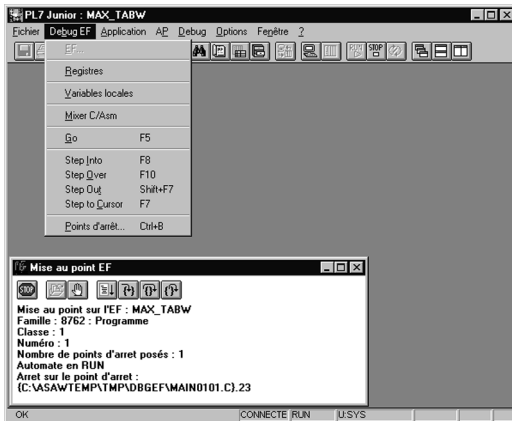 PL7 Junior : MAX_TABW
Fichier Debug EF Application AP Debug Options Fenêtre ?
EF...
Registres
Variables locales
Mixer C/Asm
Go F5
Step Into F8
Step Over F10
Step Out Shift+F7
Step to Cursor F7
Points d'arrêt... Ctrl+B
RUN STOP
Mise au point EF
STOP
Mise au point sur l'EF : MAX_TABW
Famille : 8762 : Programme
Classe : 1
Numéro : 1
Nombre de points d'arret posés : 1
Automate en RUN
Arret sur le point d'arret :
{C:\ASAWTEMP\TMP\DBGEF\MAIN0101.C}.23
OK CONNECTE RUN U:SYS